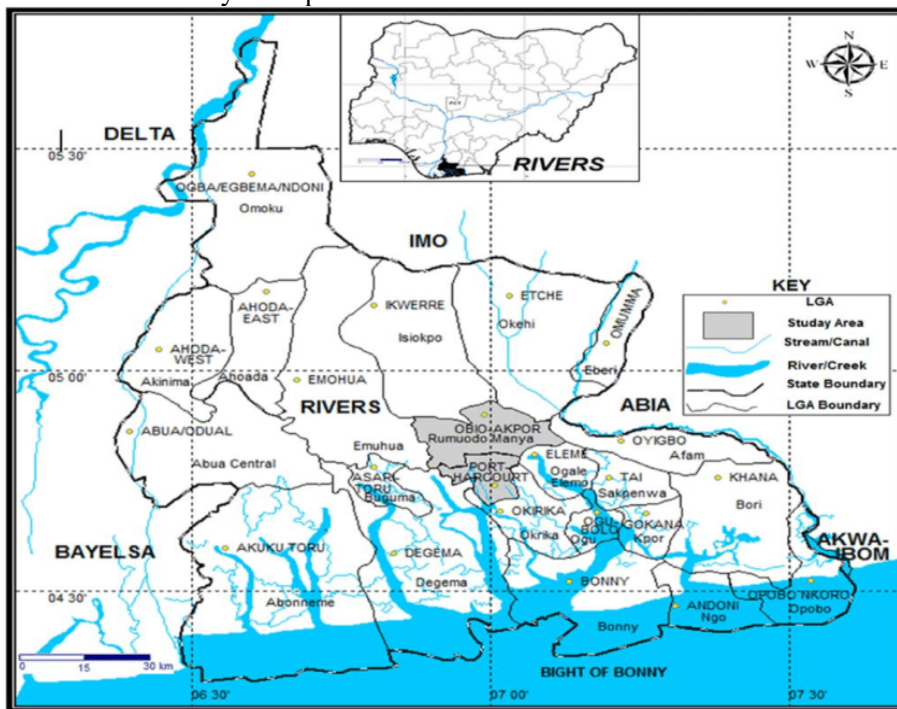 N
W E
S
FCT
RIVERS
DELTA
05 30'
OGBA/EGBEMA/NDONI
Omoku
IMO
KEY
LGA
Studay Area
Stream/Canal
River/Creek
State Boundary
LGA Boundary
AHODA-
EAST
Ahoada
IKWERRE
Isiokpo
ETCHE
Okehi
OMUMMA
Eberi
AHODA-
WEST
Akinima
05 00'
EMOHUA
RIVERS
Emuhua
ABIA
OBIO-AKPOR
Rumuodo Manya
OYIGBO
Afam
ABUA/ODUAL
Abua Central
ASARI-
TORU
Buguma
PORT-
HARCOURT
ELEME
Ogale
Elemo
TAI
Sakpenwa
KHANA
Bori
OKIRIKA
Okrika
OGU-
BOLO
Ogu
GOKANA
Kpor
BAYELSA
AKUKU TORU
Abonneme
DEGEMA
Degema
BONNY
Bonny
AKWA-
IBOM
04 30'
ANDONI
Ngo
OPOBO NKORO
Opobo
0 15 30 km
BIGHT OF BONNY
06 30'
07 00'
07 30'